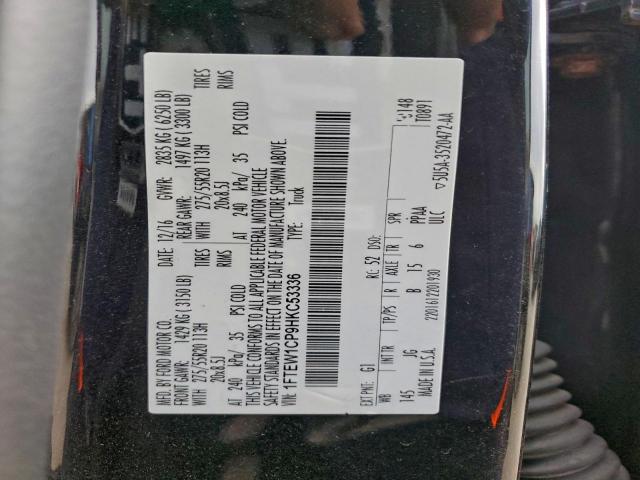 MFD. BY FORD MOTOR CO.
DATE: 12/16 GVWR: 2835 KG (6250 LB)
FRONT GAWR: 1429 KG (3150 LB) REAR GAWR: 1497 KG (3300 LB)
WITH 275/55R20 113H TIRES WITH 275/55R20 113H TIRES
20x8.5J RIMS 20x8.5J RIMS
AT 240 kPa/ 35 PSI COLD AT 240 kPa/ 35 PSI COLD
THIS VEHICLE CONFORMS TO ALL APPLICABLE FEDERAL MOTOR VEHICLE
SAFETY STANDARDS IN EFFECT ON THE DATE OF MANUFACTURE SHOWN ABOVE.
VIN: 1FTEW1CP9HKC53336 TYPE: Truck
EXT PNT: G1 RC: 52 DSO:
WB INT TR TP/PS R AXLE TR SPR 148
145 JG B 15 6 PPAA T0891
MADE IN U.S.A. 2201612201930 ULC ▽ 5U5A-3520472-AA